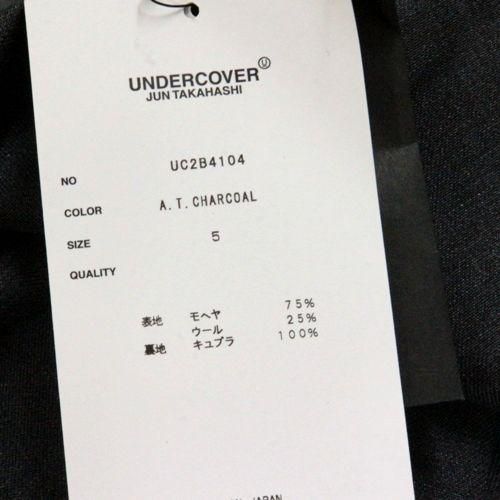 UNDERCOVER Ⓤ
JUN TAKAHASHI
NO UC2B4104
COLOR A.T.CHARCOAL
SIZE 5
QUALITY
表地 モヘヤ 75%
ウール 25%
裏地 キュプラ 100%
JAPAN